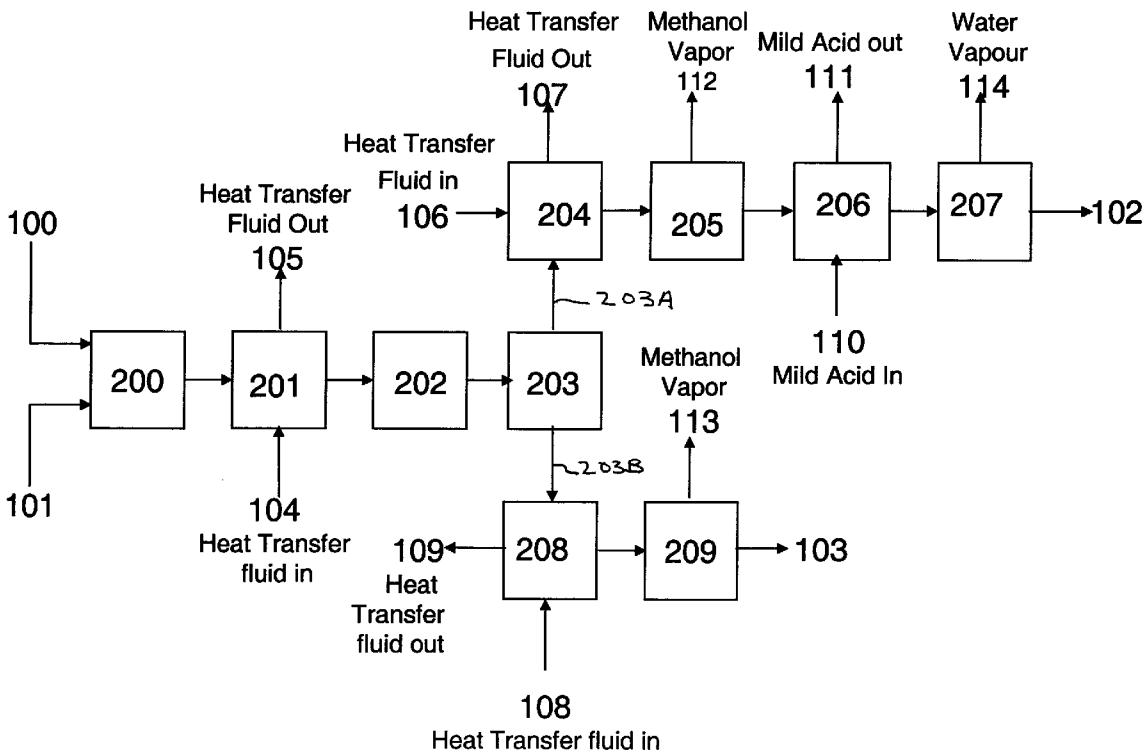 Heat Transfer
Fluid Out
107
Methanol
Vapor
112
Mild Acid out
111
Water
Vapour
114
Heat Transfer
Fluid in
106
204
205
206
207
102
Heat Transfer
Fluid Out
105
100
203A
110
Mild Acid In
200
201
202
203
Methanol
Vapor
113
101
104
Heat Transfer
fluid in
203B
109
Heat
Transfer
fluid out
208
209
103
108
Heat Transfer fluid in